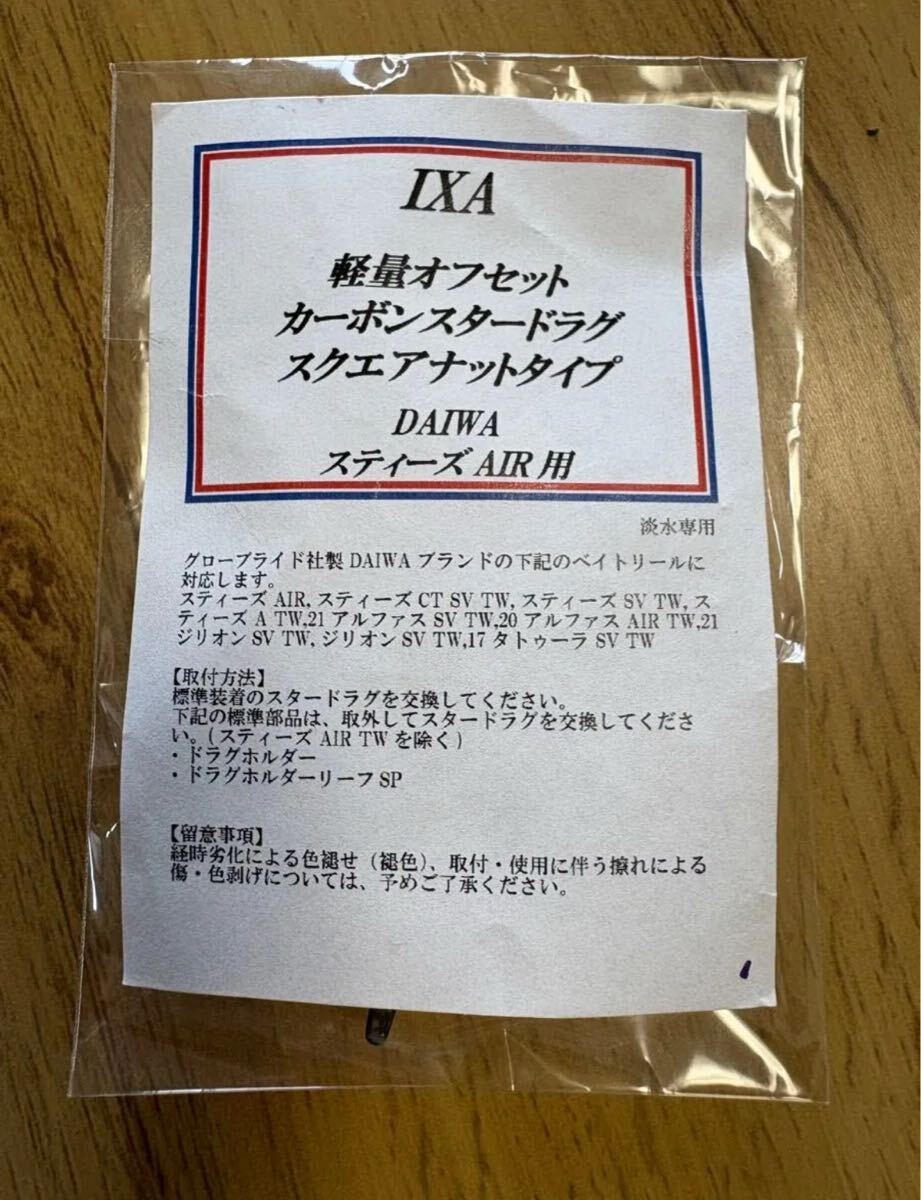 IXA
軽量オフセット
カーボンスタードラグ
スクエアナットタイプ
DAIWA
スティーズ AIR 用
淡水専用
グローブライド社製 DAIWA ブランドの下記のベイトリールに
対応します。
スティーズ AIR, スティーズ CT SV TW, スティーズ SV TW, ス
ティーズ A TW,21 アルファス SV TW,20 アルファス AIR TW,21
ジリオン SV TW, ジリオン SV TW,17 タトゥーラ SV TW
【取付方法】
標準装着のスタードラグを交換してください。
下記の標準部品は、取外してスタードラグを交換してくださ
い。( スティーズ AIR TW を除く )
・ドラグホルダー
・ドラグホルダーリーフ SP
【留意事項】
経時劣化による色褪せ（褪色）、取付・使用に伴う擦れによる
傷・色剥げについては、予めご了承ください。